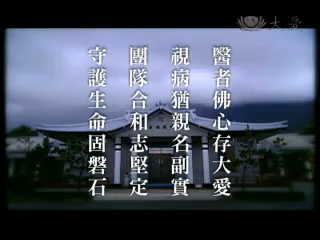 大愛
醫者佛心存大愛
視病猶親名副實
團隊合和志堅定
守護生命固磐石